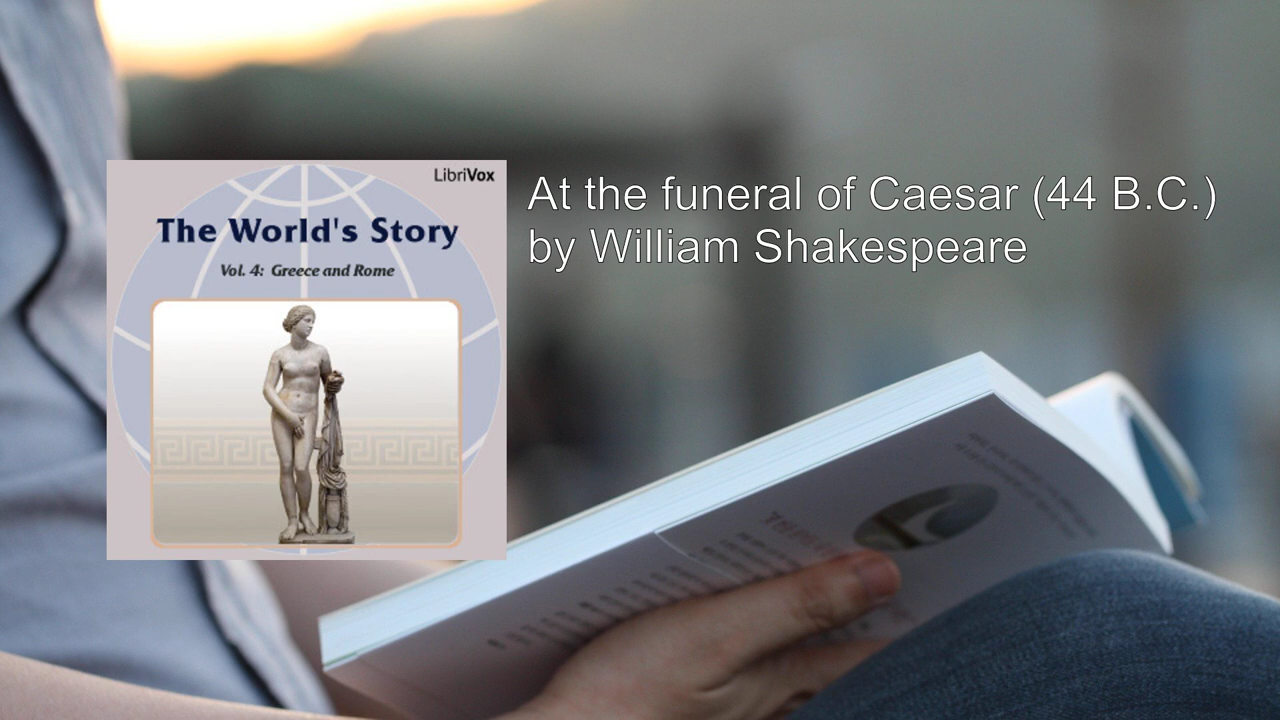 LibriVox
The World's Story
Vol. 4: Greece and Rome
At the funeral of Caesar (44 B.C.)
by William Shakespeare